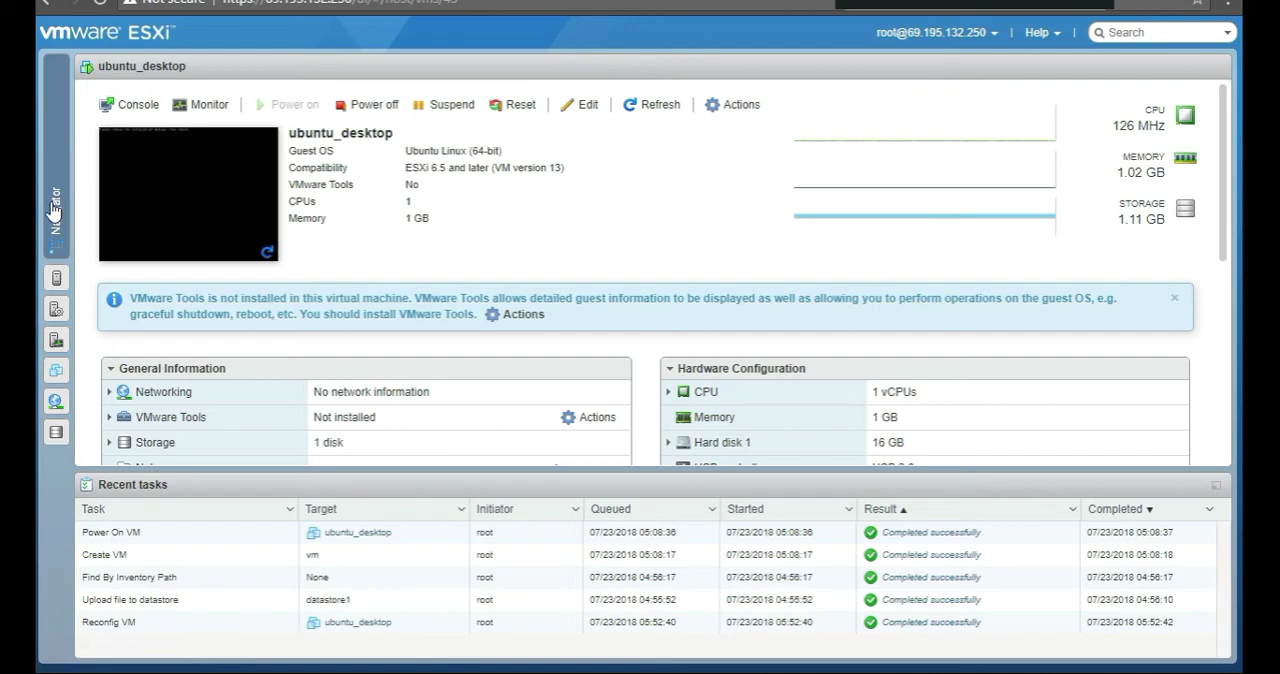 Not secure | https://69.195.132.250/ui/#/host/vms/45
vmware ESXi™
root@69.195.132.250 | Help | Search
ubuntu_desktop
Console Monitor | Power on Power off Suspend Reset | Edit | Refresh | Actions
ubuntu_desktop
Guest OS Ubuntu Linux (64-bit)
Compatibility ESXi 6.5 and later (VM version 13)
VMware Tools No
CPUs 1
Memory 1 GB
CPU
126 MHz
MEMORY
1.02 GB
STORAGE
1.11 GB
VMware Tools is not installed in this virtual machine. VMware Tools allows detailed guest information to be displayed as well as allowing you to perform operations on the guest OS, e.g.
graceful shutdown, reboot, etc. You should install VMware Tools. Actions
General Information
Networking No network information
VMware Tools Not installed Actions
Storage 1 disk
Hardware Configuration
CPU 1 vCPUs
Memory 1 GB
Hard disk 1 16 GB
Recent tasks
Task Target Initiator Queued Started Result Completed
Power On VM ubuntu_desktop root 07/23/2018 05:08:36 07/23/2018 05:08:36 Completed successfully 07/23/2018 05:08:37
Create VM vm root 07/23/2018 05:08:17 07/23/2018 05:08:17 Completed successfully 07/23/2018 05:08:18
Find By Inventory Path None root 07/23/2018 04:56:17 07/23/2018 04:56:17 Completed successfully 07/23/2018 04:56:17
Upload file to datastore datastore1 root 07/23/2018 04:55:52 07/23/2018 04:55:52 Completed successfully 07/23/2018 04:56:10
Reconfig VM ubuntu_desktop root 07/23/2018 05:52:40 07/23/2018 05:52:40 Completed successfully 07/23/2018 05:52:42